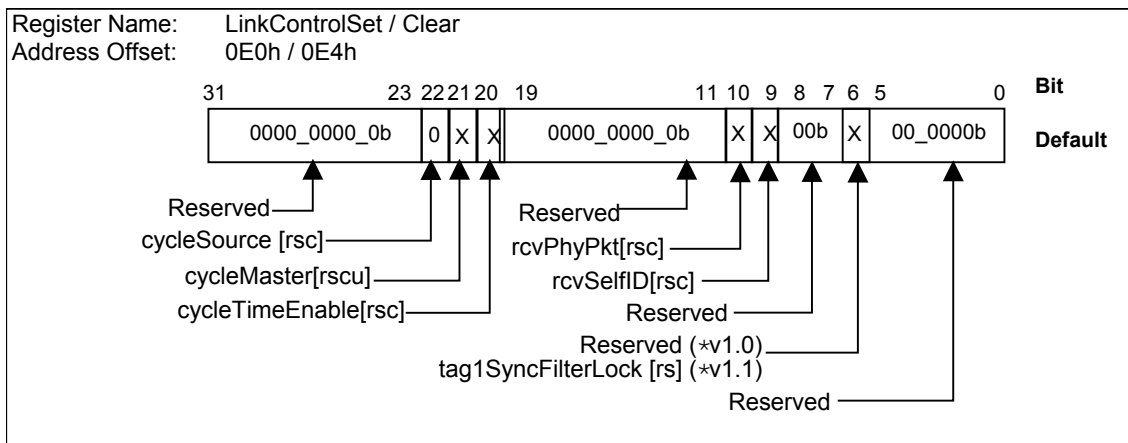 Register Name: LinkControlSet / Clear
Address Offset: 0E0h / 0E4h
31 23 22 21 20 19 11 10 9 8 7 6 5 0 Bit
0000_0000_0b 0 X X 0000_0000_0b X X 00b X 00_0000b Default
Reserved Reserved
cycleSource [rsc] rcvPhyPkt[rsc]
cycleMaster[rscu] rcvSelfID[rsc]
cycleTimeEnable[rsc] Reserved
Reserved (*v1.0)
tag1SyncFilterLock [rs] (*v1.1)
Reserved